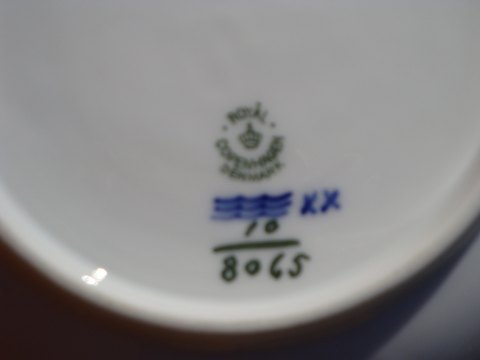 ROYAL
COPENHAGEN
DENMARK
XX
10
8065